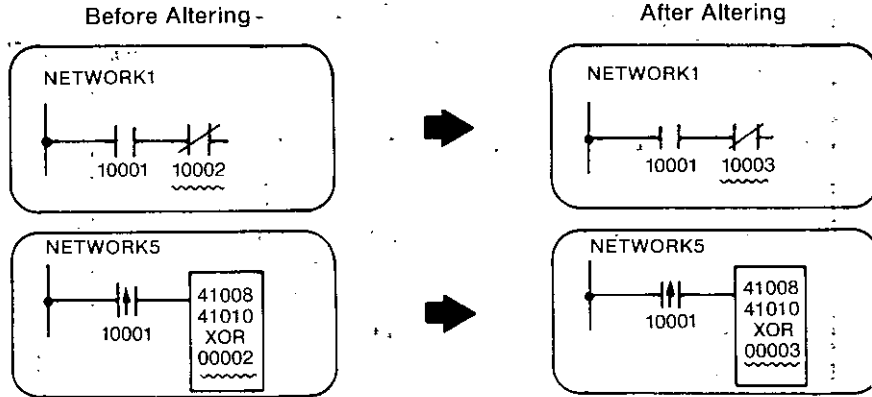 Before Altering
After Altering
NETWORK1
10001 10002
NETWORK1
10001 10003
NETWORK5
10001
41008
41010
XOR
00002
NETWORK5
10001
41008
41010
XOR
00003